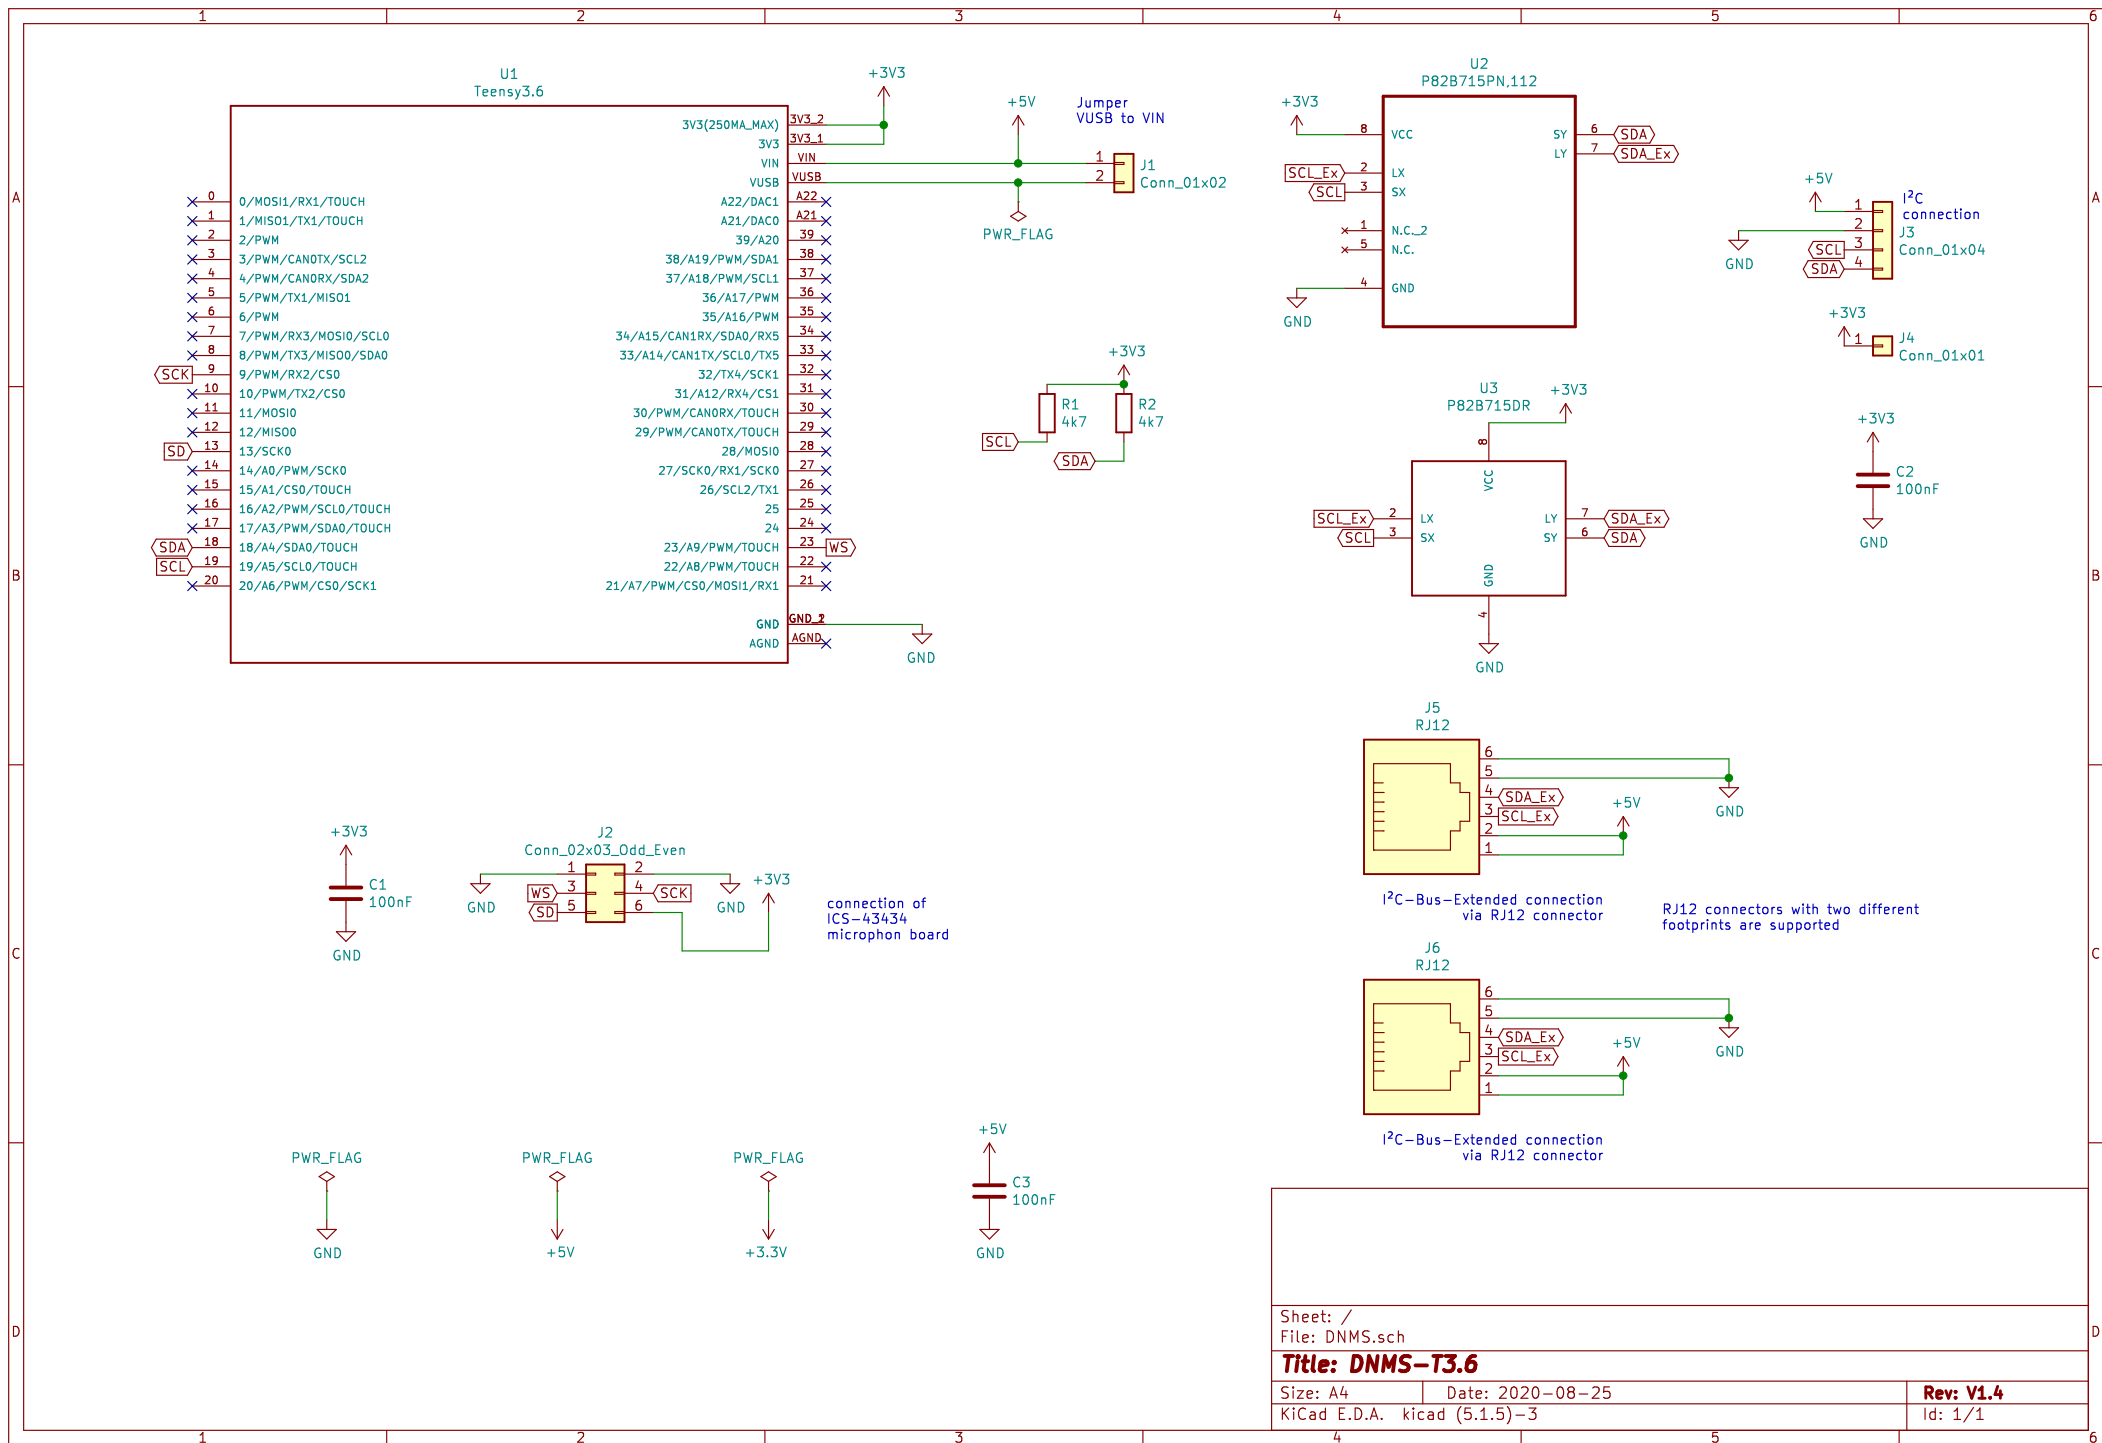 1 2 3 4 5 6
A
B
C
D
A
B
C
D
1 2 3 4 5 6
U1
Teensy3.6
0 0/MOSI1/RX1/TOUCH
1 1/MISO1/TX1/TOUCH
2 2/PWM
3 3/PWM/CAN0TX/SCL2
4 4/PWM/CAN0RX/SDA2
5 5/PWM/TX1/MISO1
6 6/PWM
7 7/PWM/RX3/MOSI0/SCL0
8 8/PWM/TX3/MISO0/SDA0
SCK 9 9/PWM/RX2/CS0
10 10/PWM/TX2/CS0
11 11/MOSI0
12 12/MISO0
SD 13 13/SCK0
14 14/A0/PWM/SCK0
15 15/A1/CS0/TOUCH
16 16/A2/PWM/SCL0/TOUCH
17 17/A3/PWM/SDA0/TOUCH
SDA 18 18/A4/SDA0/TOUCH
SCL 19 19/A5/SCL0/TOUCH
20 20/A6/PWM/CS0/SCK1
+3V3
3V3(250MA_MAX) 3V3_2
3V3 3V3_1
VIN VIN
VUSB VUSB
A22/DAC1 A22
A21/DAC0 A21
39/A20 39
38/A19/PWM/SDA1 38
37/A18/PWM/SCL1 37
36/A17/PWM 36
35/A16/PWM 35
34/A15/CAN1RX/SDA0/RX5 34
33/A14/CAN1TX/SCL0/TX5 33
32/TX4/SCK1 32
31/A12/RX4/CS1 31
30/PWM/CAN0RX/TOUCH 30
29/PWM/CAN0TX/TOUCH 29
28/MOSI0 28
27/SCK0/RX1/SCK0 27
26/SCL2/TX1 26
25 25
24 24
23/A9/PWM/TOUCH 23 WS
22/A8/PWM/TOUCH 22
21/A7/PWM/CS0/MOSI1/RX1 21
GND
AGND AGND
GND
+5V
Jumper
VUSB to VIN
1 J1
2 Conn_01x02
PWR_FLAG
+3V3
R1
4k7
R2
4k7
SCL
SDA
U2
P82B715PN,112
+3V3
8 VCC
SCL_Ex 2 LX
SCL 3 SX
1 N.C._2
5 N.C.
4 GND
GND
SY 6 SDA
LY 7 SDA_Ex
+5V
I²C
connection
1
2 J3
SCL 3 Conn_01x04
SDA 4
GND
+3V3
1 J4
Conn_01x01
U3
P82B715DR
+3V3
8
VCC
SCL_Ex 2 LX
SCL 3 SX
LY 7 SDA_Ex
SY 6 SDA
GND
4
GND
+3V3
C2
100nF
GND
J5
RJ12
6
5
4 SDA_Ex
3 SCL_Ex
2
1
+5V
GND
I²C-Bus-Extended connection
via RJ12 connector
RJ12 connectors with two different
footprints are supported
J6
RJ12
6
5
4 SDA_Ex
3 SCL_Ex
2
1
+5V
GND
I²C-Bus-Extended connection
via RJ12 connector
+3V3
C1
100nF
GND
J2
Conn_02x03_Odd_Even
1 2
WS 3 4 SCK
SD 5 6
GND
GND
+3V3
connection of
ICS-43434
microphon board
PWR_FLAG
GND
PWR_FLAG
+5V
PWR_FLAG
+3.3V
+5V
C3
100nF
GND
Sheet: /
File: DNMS.sch
Title: DNMS-T3.6
Size: A4 Date: 2020-08-25 Rev: V1.4
KiCad E.D.A. kicad (5.1.5)-3 Id: 1/1